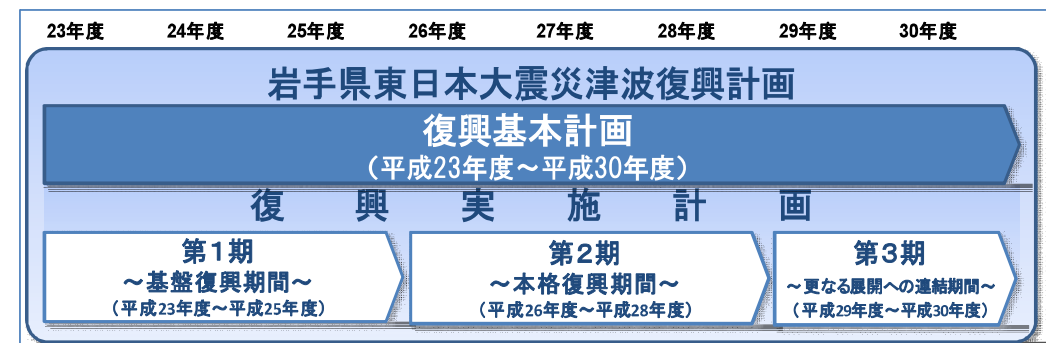 23年度 24年度 25年度 26年度 27年度 28年度 29年度 30年度
岩手県東日本大震災津波復興計画
復興基本計画
（平成23年度～平成30年度）
復興実施計画
第１期
～基盤復興期間～
（平成23年度～平成25年度）
第２期
～本格復興期間～
（平成26年度～平成28年度）
第３期
～更なる展開への連結期間～
（平成29年度～平成30年度）